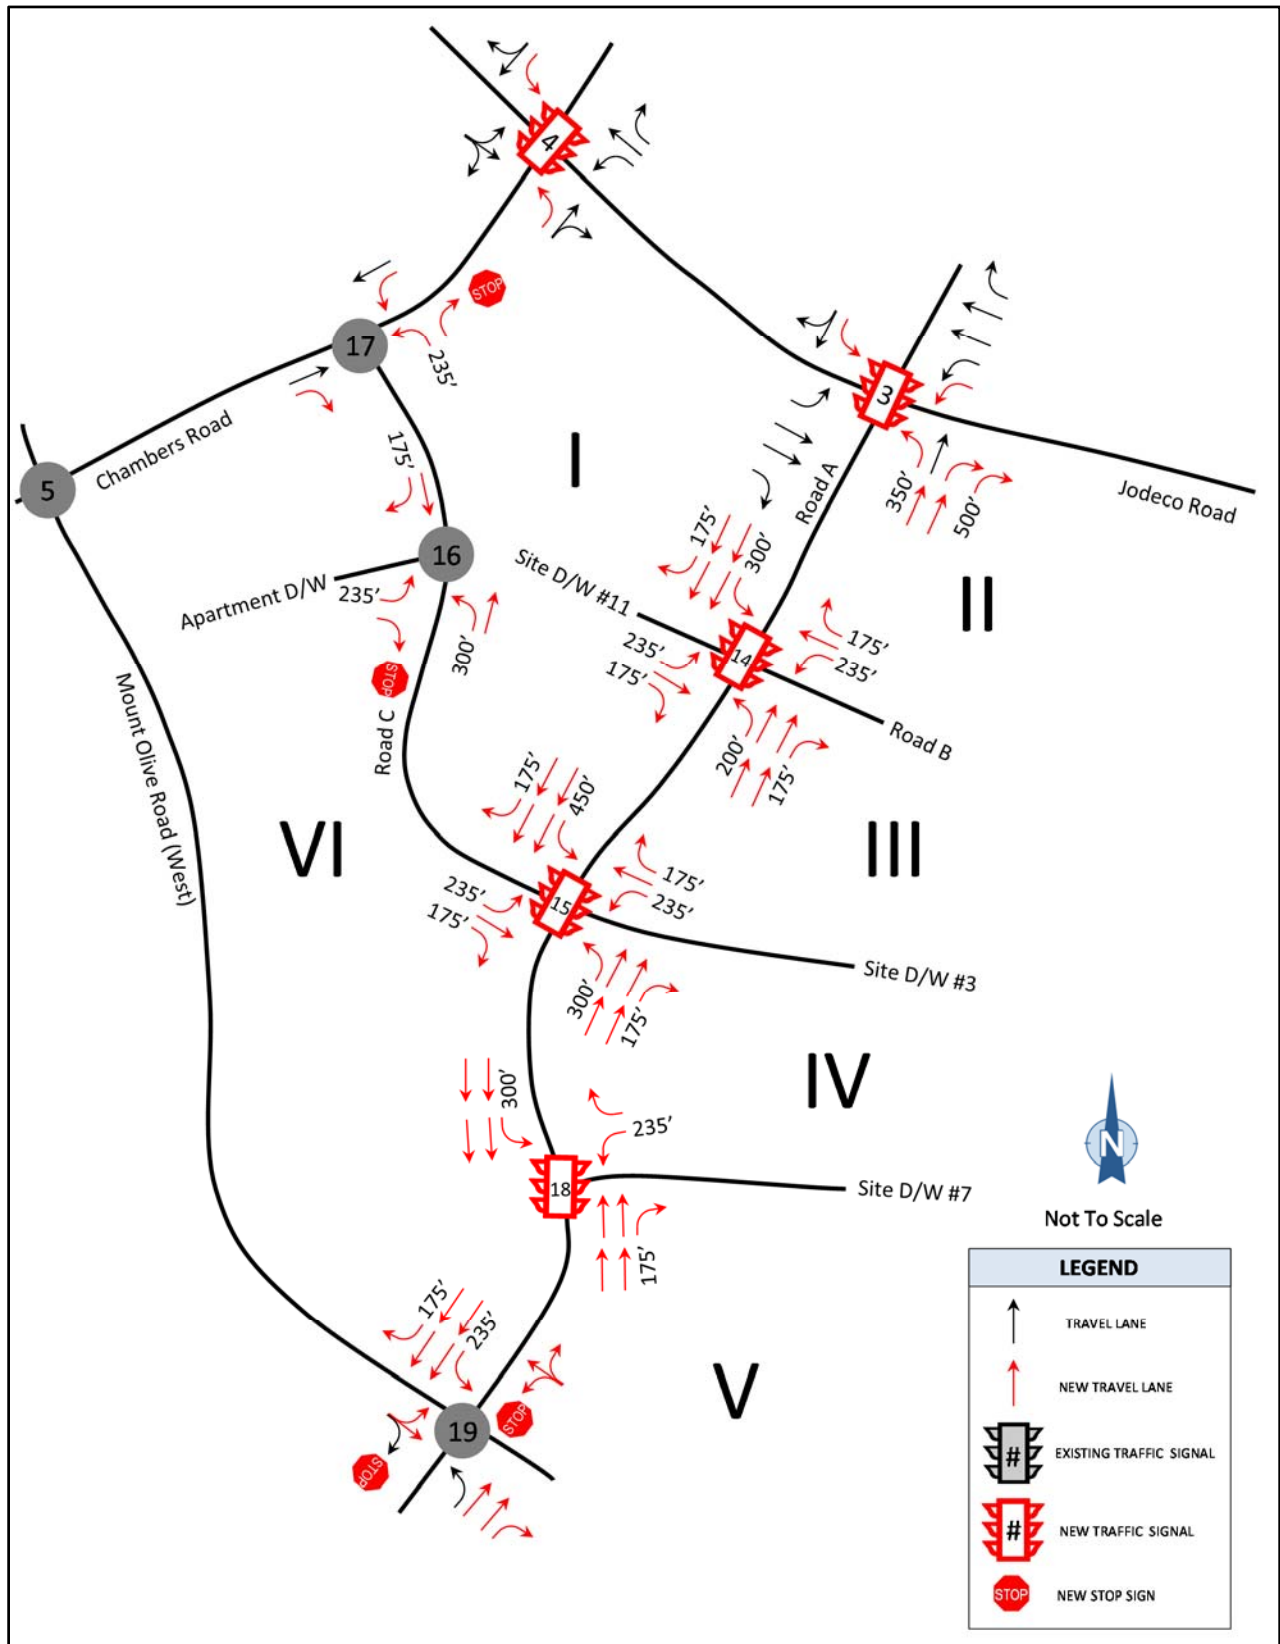 4
STOP
17
235'
3
5
Chambers Road
175'
I
Road A
350'
500'
Jodeco Road
16
Apartment D/W
235'
300'
STOP
Road C
Site D/W #11
175'
300'
II
14
235'
175'
175'
235'
Road B
200'
175'
Mount Olive Road (West)
VI
III
175'
450'
15
235'
175'
175'
235'
Site D/W #3
300'
175'
IV
300'
235'
18
Site D/W #7
175'
N
Not To Scale
175'
235'
V
19
STOP
STOP
LEGEND
TRAVEL LANE
NEW TRAVEL LANE
# EXISTING TRAFFIC SIGNAL
# NEW TRAFFIC SIGNAL
STOP NEW STOP SIGN